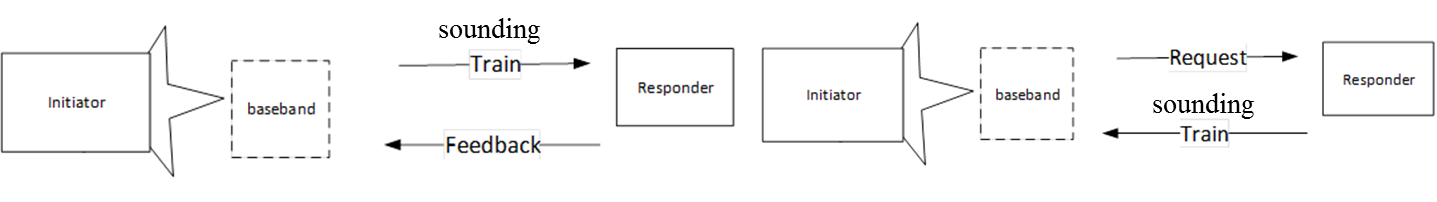 sounding
Train
Initiator
baseband
Responder
Feedback
Request
Initiator
baseband
Responder
sounding
Train